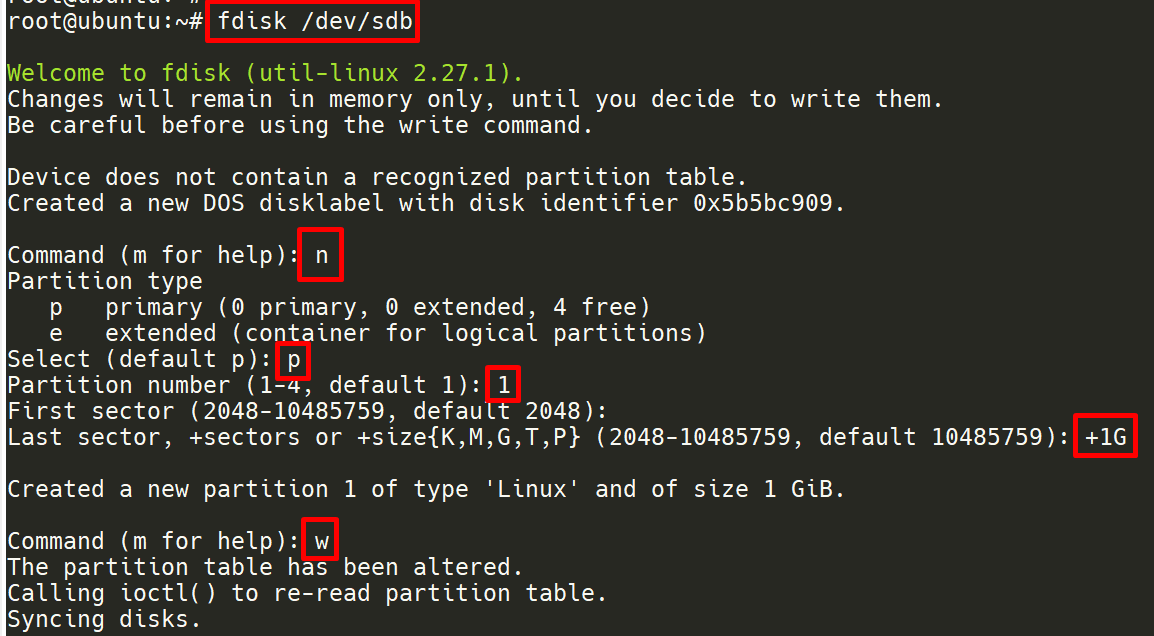 root@ubuntu:~#
root@ubuntu:~# fdisk /dev/sdb
Welcome to fdisk (util-linux 2.27.1).
Changes will remain in memory only, until you decide to write them.
Be careful before using the write command.
Device does not contain a recognized partition table.
Created a new DOS disklabel with disk identifier 0x5b5bc909.
Command (m for help): n
Partition type
p   primary (0 primary, 0 extended, 4 free)
e   extended (container for logical partitions)
Select (default p): p
Partition number (1-4, default 1): 1
First sector (2048-10485759, default 2048):
Last sector, +sectors or +size{K,M,G,T,P} (2048-10485759, default 10485759): +1G
Created a new partition 1 of type 'Linux' and of size 1 GiB.
Command (m for help): w
The partition table has been altered.
Calling ioctl() to re-read partition table.
Syncing disks.